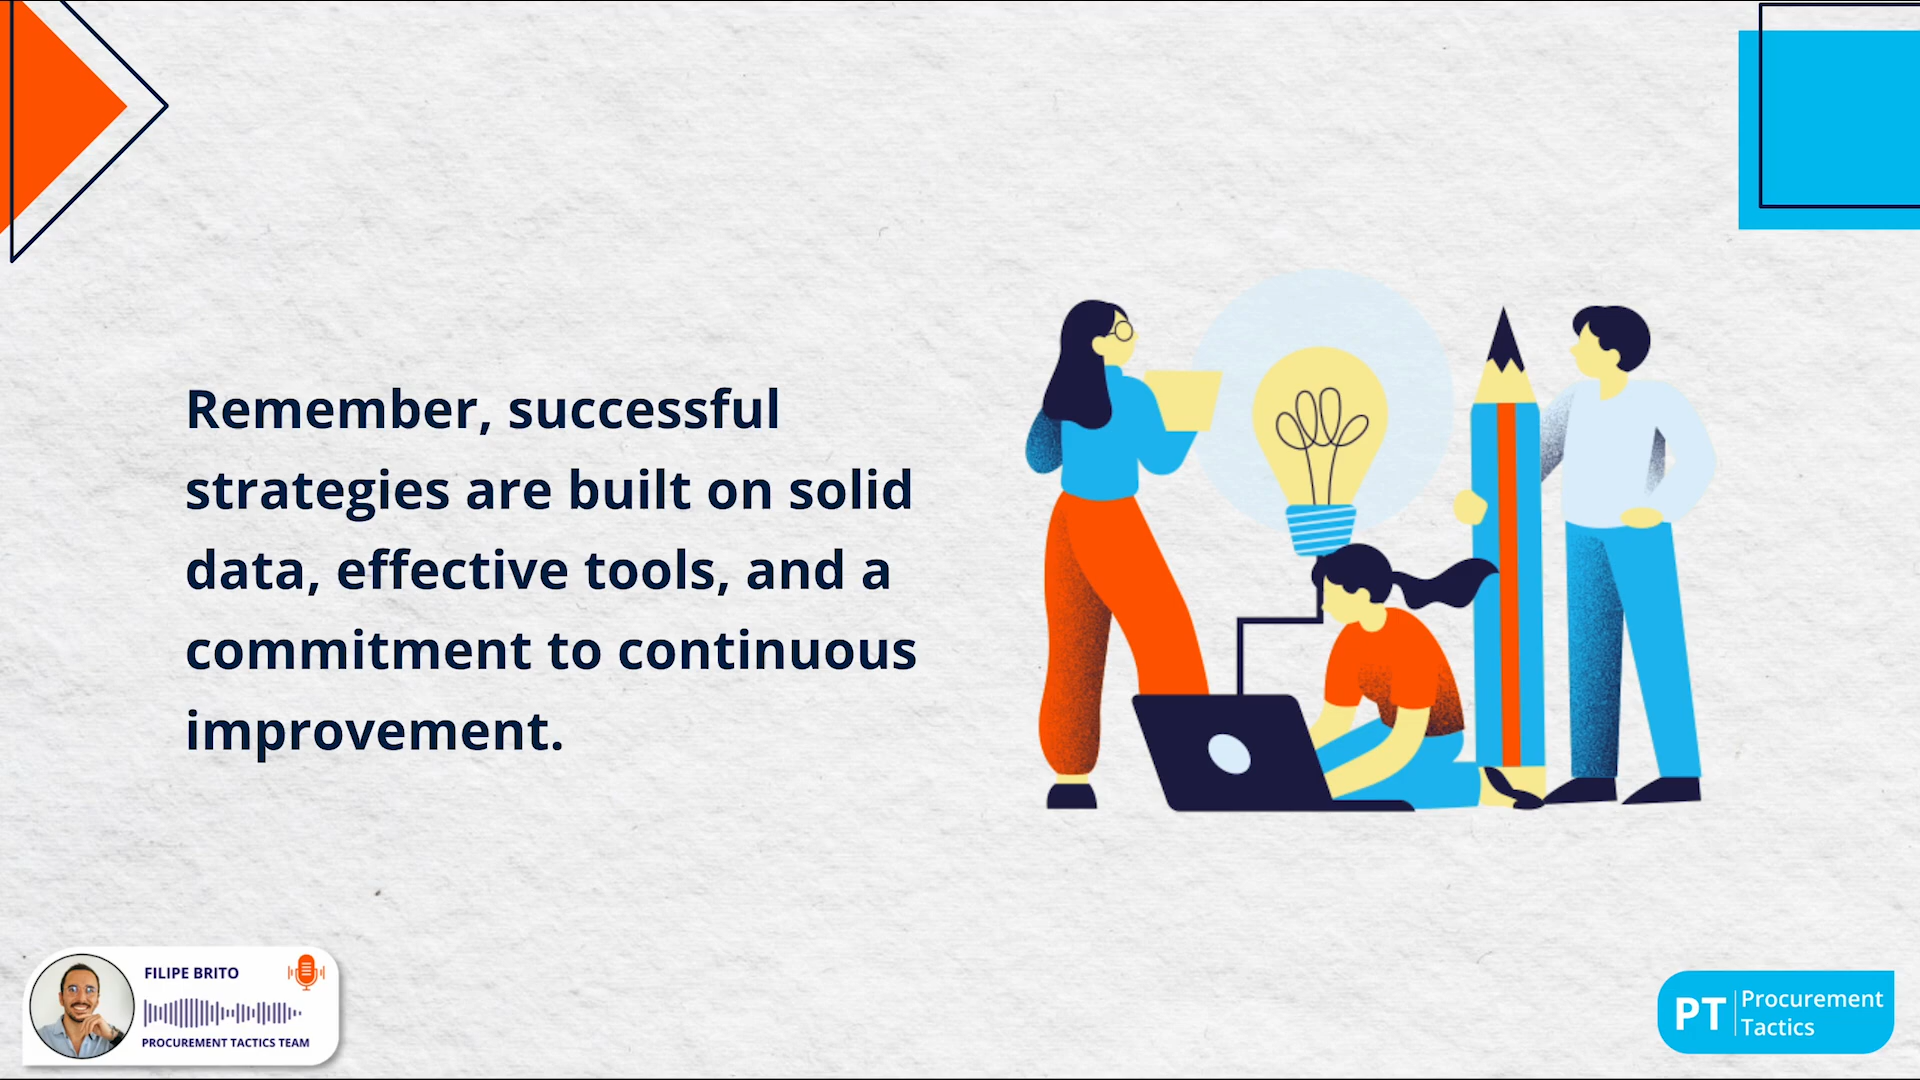 Remember, successful
strategies are built on solid
data, effective tools, and a
commitment to continuous
improvement.
FILIPE BRITO
PROCUREMENT TACTICS TEAM
PT Procurement
Tactics